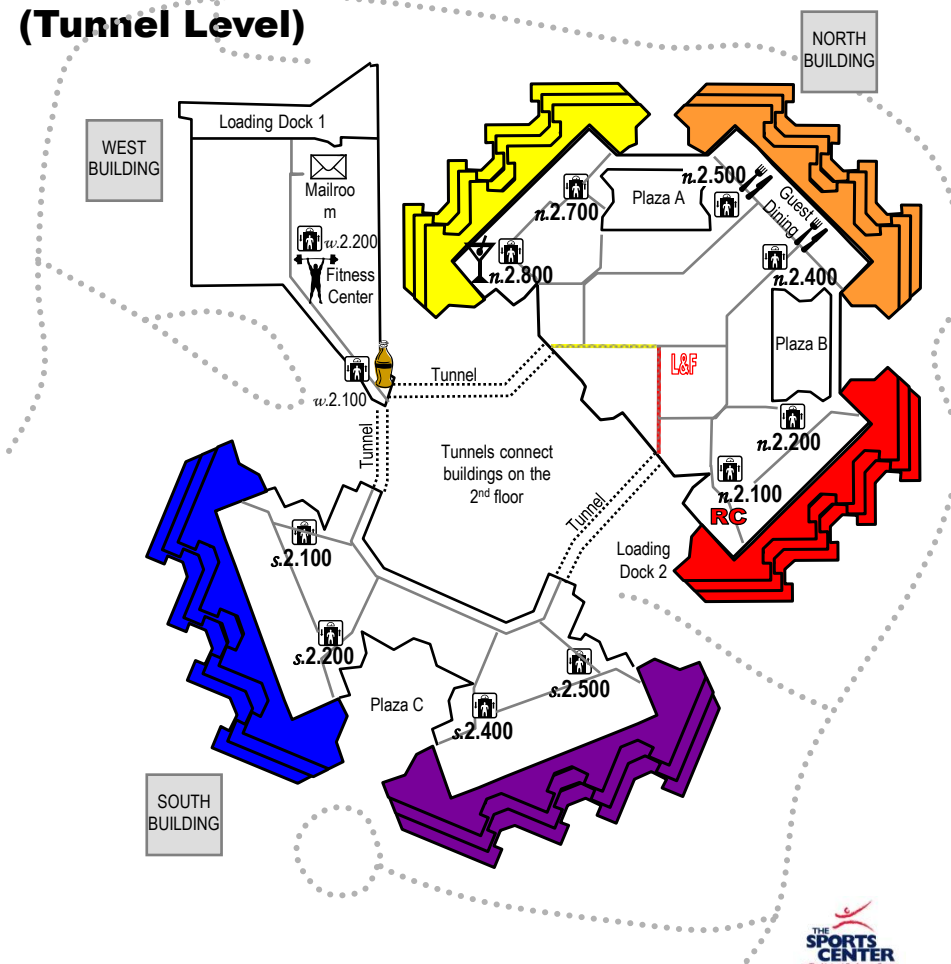 (Tunnel Level)
NORTH
BUILDING
WEST
BUILDING
Loading Dock 1
Mailroo
m
w.2.200
Fitness
Center
w.2.100
n.2.500
Plaza A
n.2.700
Guest
Dining
n.2.800
n.2.400
Plaza B
L&F
Tunnel
Tunnel
Tunnels connect
buildings on the
2nd floor
n.2.200
n.2.100
RC
Tunnel
Loading
Dock 2
s.2.100
s.2.200
s.2.500
Plaza C
s.2.400
SOUTH
BUILDING
THE
SPORTS
CENTER